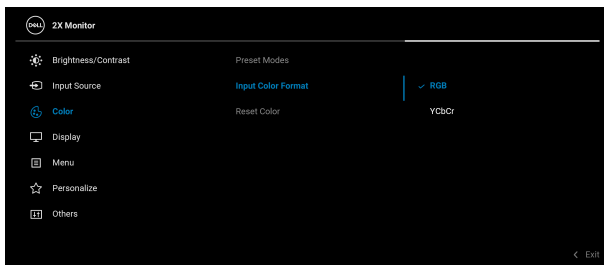 DELL 2X Monitor
Brightness/Contrast Preset Modes
Input Source Input Color Format RGB
Color Reset Color YCbCr
Display
Menu
Personalize
Others
Exit